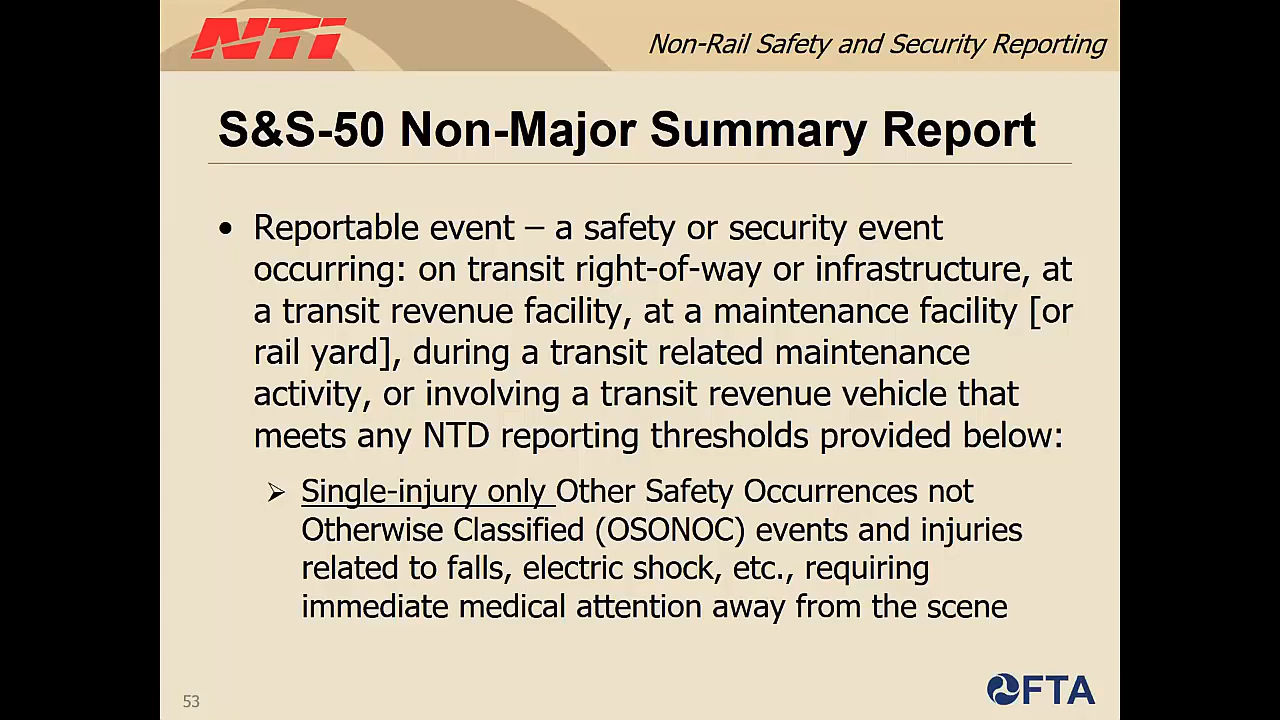 NTI
Non-Rail Safety and Security Reporting
S&S-50 Non-Major Summary Report
• Reportable event – a safety or security event
occurring: on transit right-of-way or infrastructure, at
a transit revenue facility, at a maintenance facility [or
rail yard], during a transit related maintenance
activity, or involving a transit revenue vehicle that
meets any NTD reporting thresholds provided below:
➢ Single-injury only Other Safety Occurrences not
Otherwise Classified (OSONOC) events and injuries
related to falls, electric shock, etc., requiring
immediate medical attention away from the scene
53
FTA